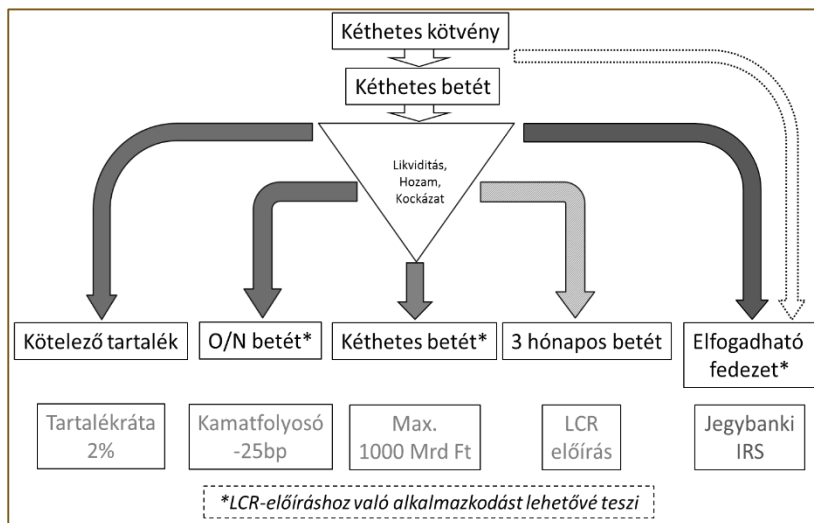 Kéthetes kötvény
Kéthetes betét
Likviditás,
Hozam,
Kockázat
Kötelező tartalék
O/N betét*
Kéthetes betét*
3 hónapos betét
Elfogadható
fedezet*
Tartalékráta
2%
Kamatfolyosó
-25bp
Max.
1000 Mrd Ft
LCR
előírás
Jegybanki
IRS
*LCR-előíráshoz való alkalmazkodást lehetővé teszi